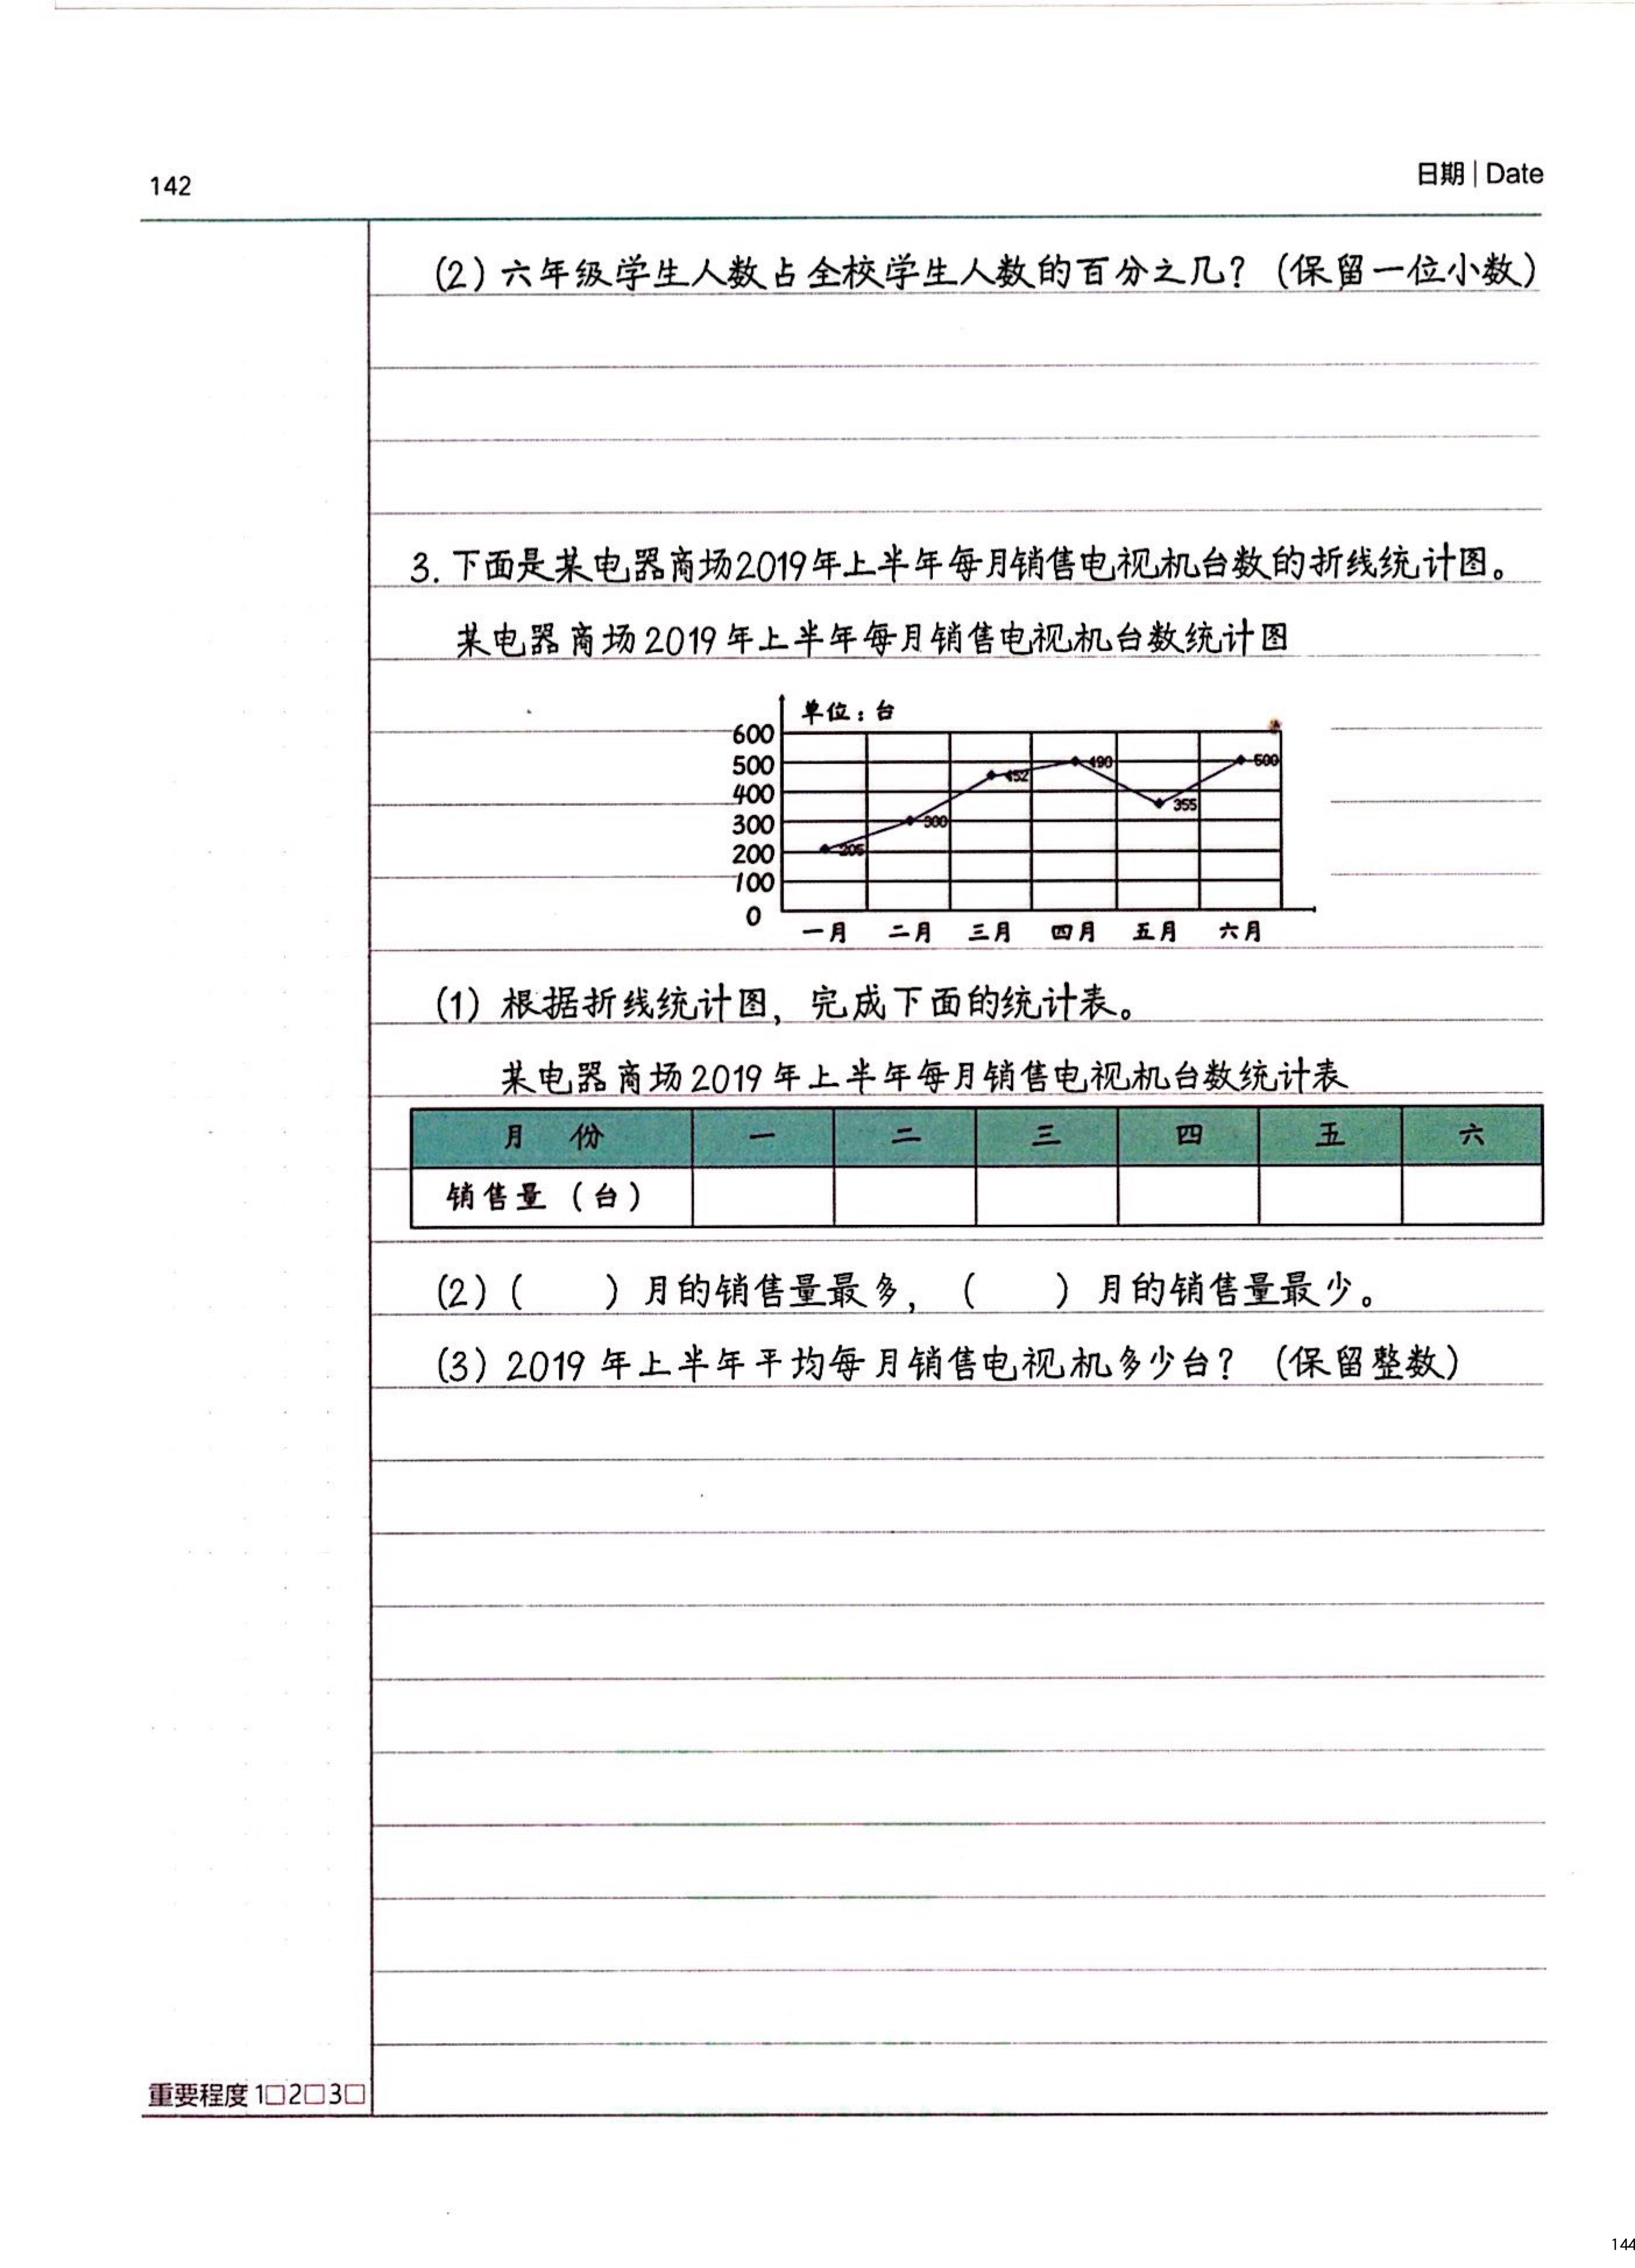 142
日期 | Date
(2) 六年级学生人数占全校学生人数的百分之几? (保留一位小数)
3. 下面是某电器商场2019年上半年每月销售电视机台数的折线统计图。
某电器商场2019年上半年每月销售电视机台数统计图
单位:台
600
500
400
300
200
100
0
205
300
452
490
355
500
一月 二月 三月 四月 五月 六月
(1) 根据折线统计图, 完成下面的统计表。
某电器商场2019年上半年每月销售电视机台数统计表
月 份 一 二 三 四 五 六
销售量 (台)
(2) ( ) 月的销售量最多, ( ) 月的销售量最少。
(3) 2019年上半年平均每月销售电视机多少台? (保留整数)
重要程度 1□2□3□
144